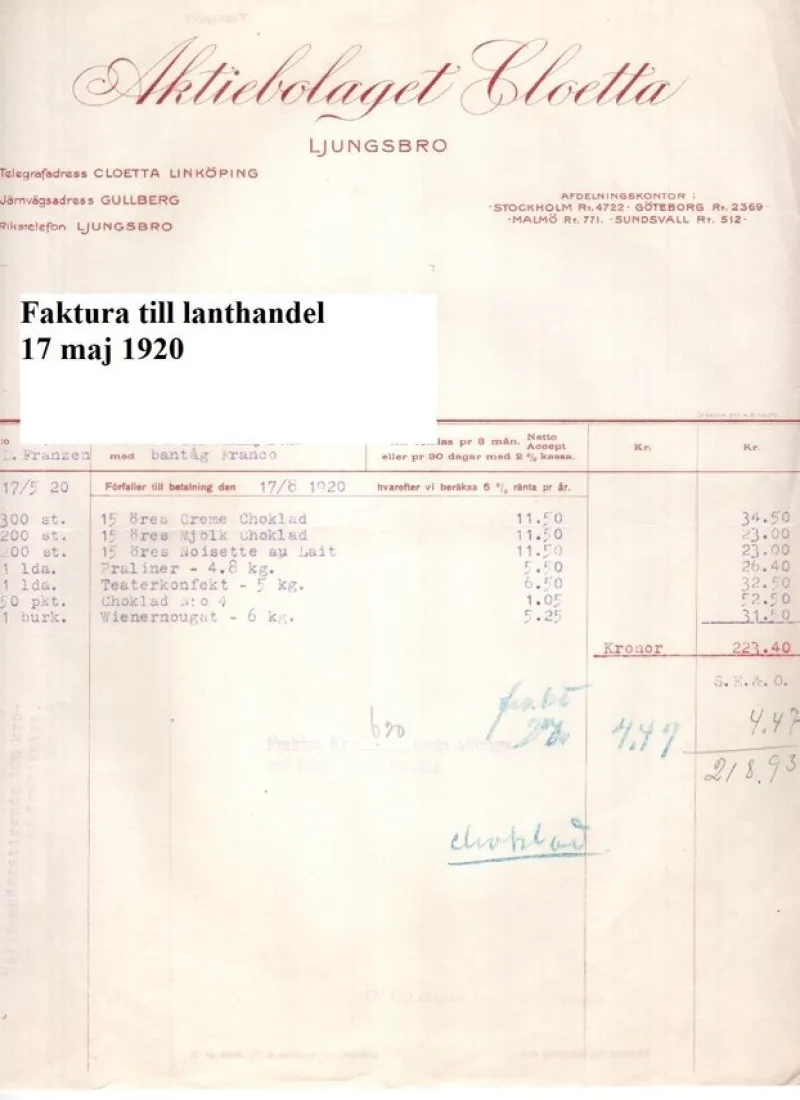 Aktiebolaget Cloetta
LJUNGSBRO
Telegrafadress CLOETTA LINKÖPING
Järnvägsadress GULLBERG
Rikstelefon LJUNGSBRO
AFDELNINGSKONTOR:
·STOCKHOLM Rt. 4722· GÖTEBORG Rt. 2369
·MALMÖ Rt. 771. ·SUNDSVALL Rt. 512·
Faktura till lanthandel
17 maj 1920
pr 3 mån. Netto Accept
eller pr 30 dagar med 2 % kassa.
Kr. Kr.
Franzen med bantåg Franco
17/5 20 Förfaller till betalning den 17/8 1920 hvarefter vi beräkna 6 % ränta pr år.
300 st. 15 öres Creme Choklad 11.50 34.50
200 st. 15 öres Mjölk Choklad 11.50 23.00
200 st. 15 öres Noisette au Lait 11.50 23.00
1 lda. Praliner - 4.8 kg. 5.50 26.40
1 lda. Teaterkonfekt - 5 kg. 6.50 32.50
50 pkt. Choklad N:o 4 1.05 52.50
1 burk. Wienernougat - 6 kg. 5.25 31.50
Kronor 223.40
S. E. & O.
4.47 4.47
218.93
choklad